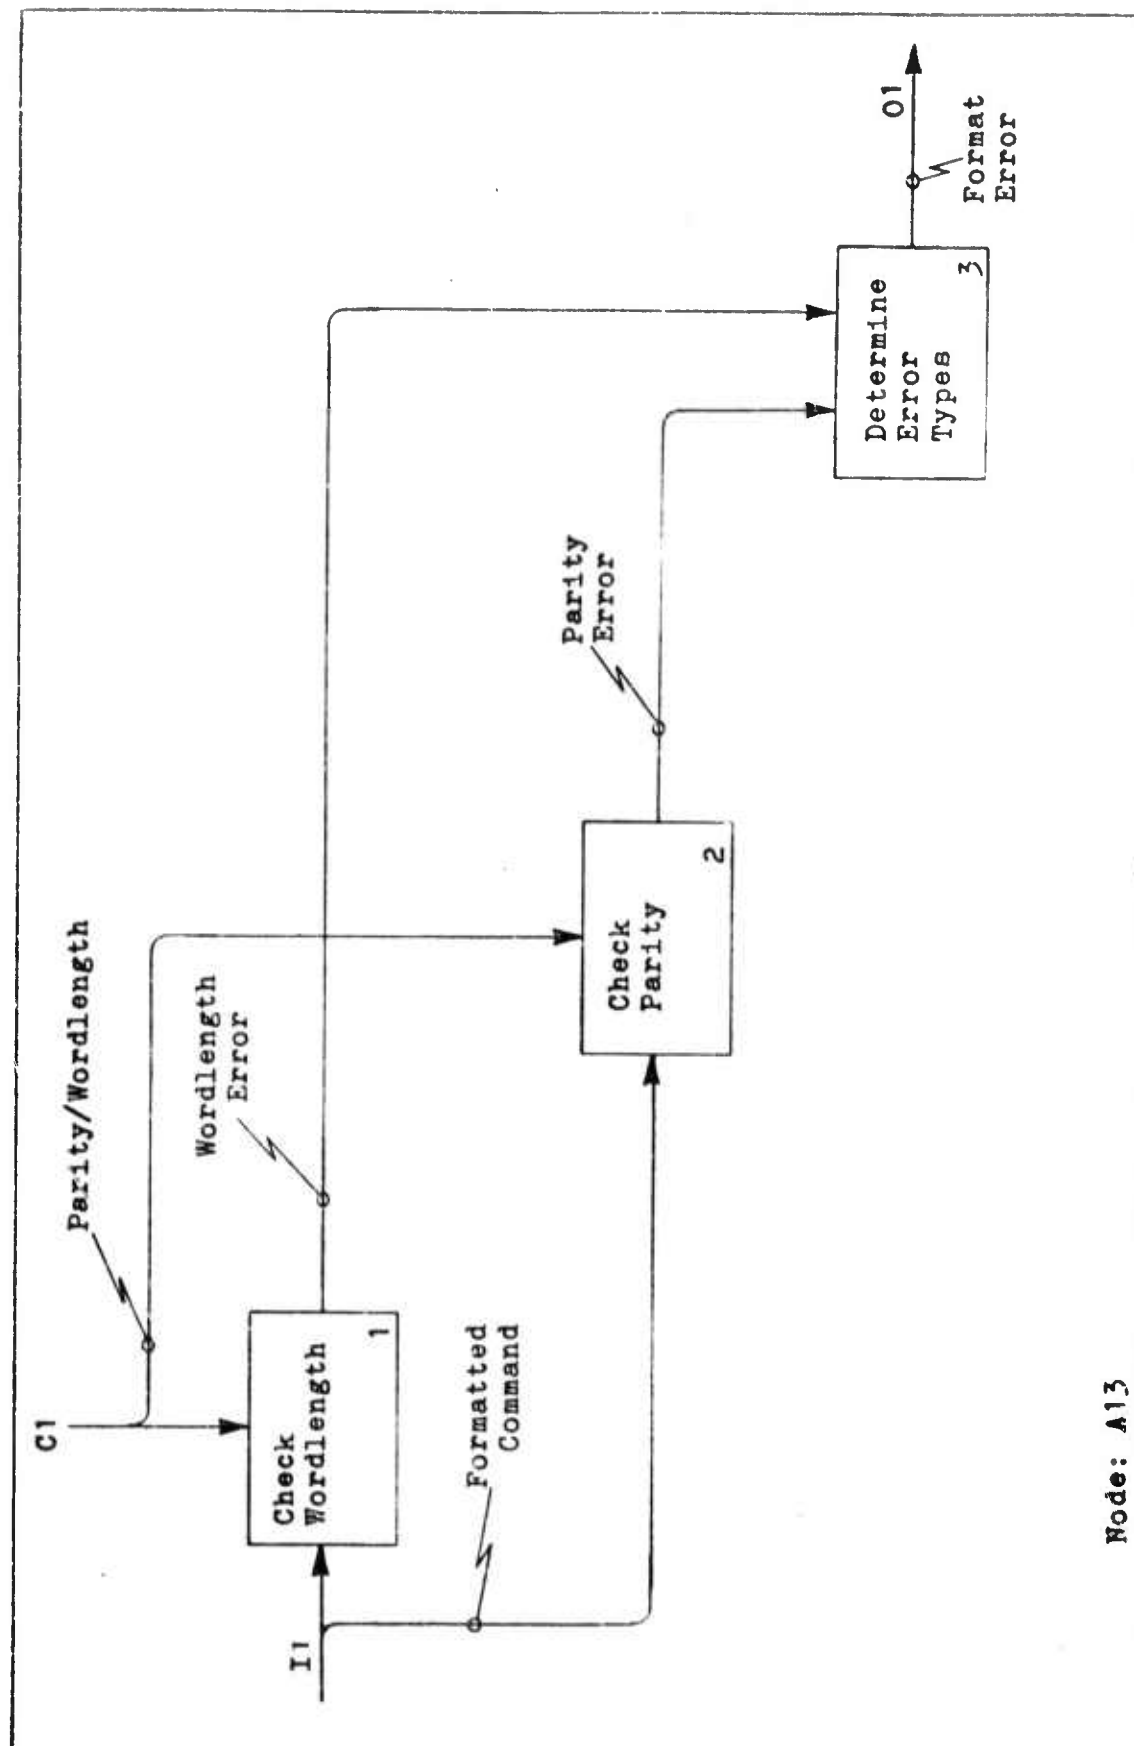 C1
Parity/Wordlength
I1
Check
Wordlength
1
Wordlength
Error
Formatted
Command
Check
Parity
2
Parity
Error
Determine
Error
Types
3
O1
Format
Error
Node: A13